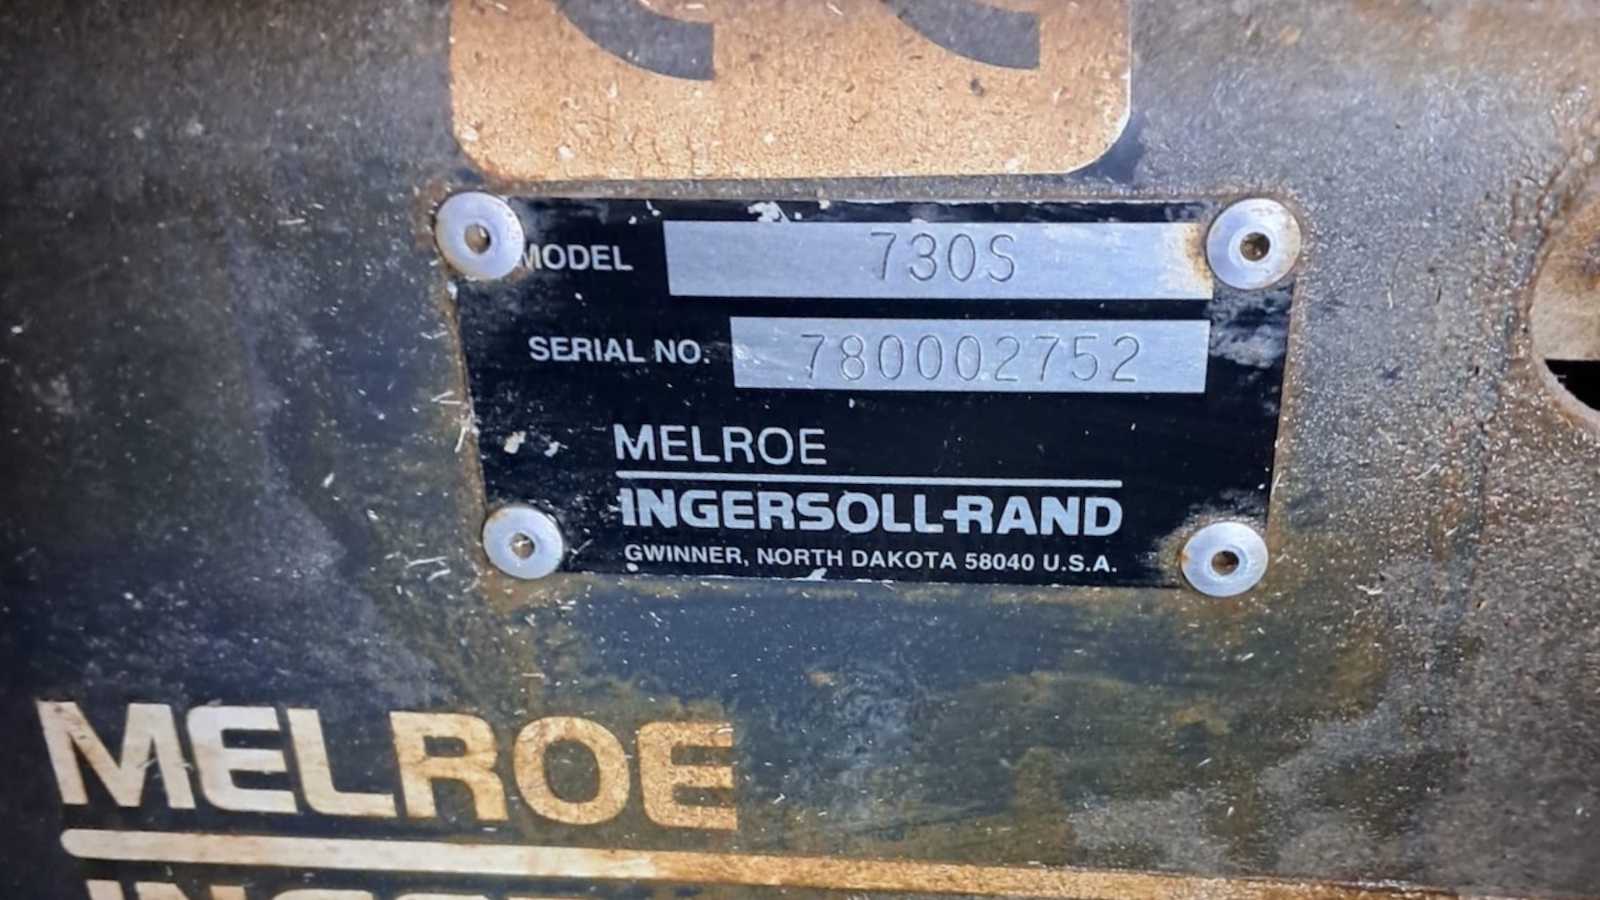 MODEL 730S
SERIAL NO. 780002752
MELROE
INGERSOLL-RAND
GWINNER, NORTH DAKOTA 58040 U.S.A.
MELROE